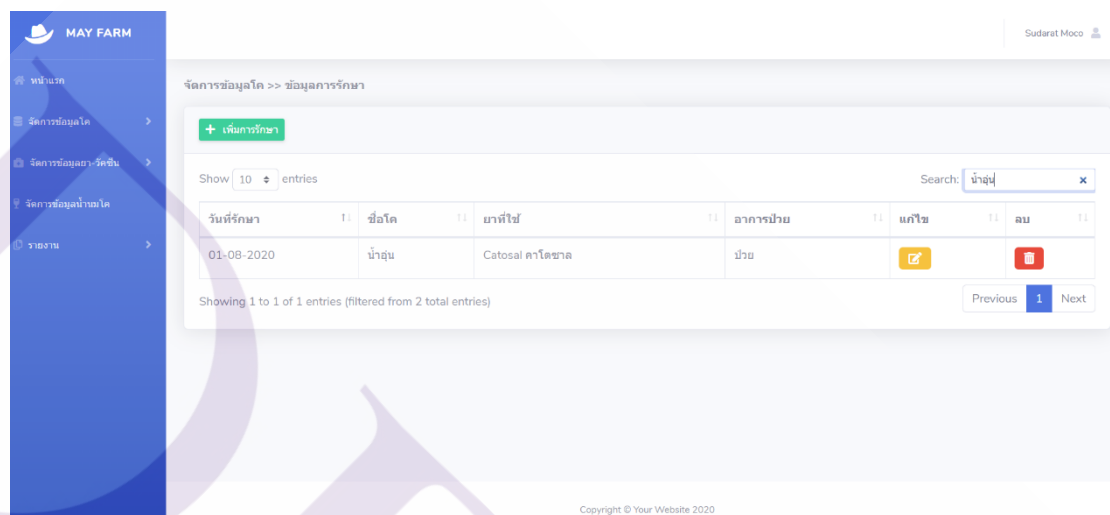 MAY FARM
Sudarat Moco
หน้าแรก
จัดการข้อมูลโค
จัดการข้อมูลยา-วัคซีน
จัดการข้อมูลน้ำนมโค
รายงาน
จัดการข้อมูลโค >> ข้อมูลการรักษา
+ เพิ่มการรักษา
Show 10 entries
Search: น้ำอุ่น
วันที่รักษา ชื่อโค ยาที่ใช้ อาการป่วย แก้ไข ลบ
01-08-2020 น้ำอุ่น Catosal คาโตซาล ป่วย
Showing 1 to 1 of 1 entries (filtered from 2 total entries)
Previous 1 Next
Copyright © Your Website 2020